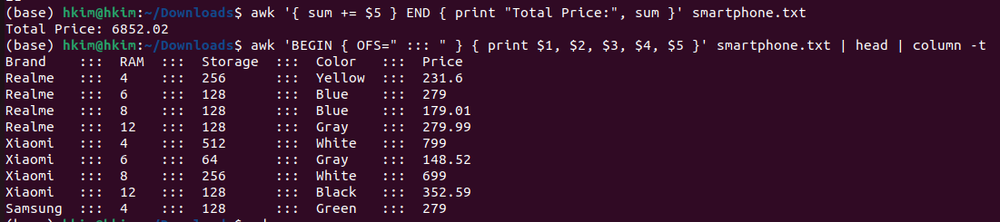 (base) hkim@hkim:~/Downloads$ awk '{ sum += $5 } END { print "Total Price:", sum }' smartphone.txt
Total Price: 6852.02
(base) hkim@hkim:~/Downloads$ awk 'BEGIN { OFS=" ::: " } { print $1, $2, $3, $4, $5 }' smartphone.txt | head | column -t
Brand ::: RAM ::: Storage ::: Color ::: Price
Realme ::: 4 ::: 256 ::: Yellow ::: 231.6
Realme ::: 6 ::: 128 ::: Blue ::: 279
Realme ::: 8 ::: 128 ::: Blue ::: 179.01
Realme ::: 12 ::: 128 ::: Gray ::: 279.99
Xiaomi ::: 4 ::: 512 ::: White ::: 799
Xiaomi ::: 6 ::: 64 ::: Gray ::: 148.52
Xiaomi ::: 8 ::: 256 ::: White ::: 699
Xiaomi ::: 12 ::: 128 ::: Black ::: 352.59
Samsung ::: 4 ::: 128 ::: Green ::: 279
(base) hkim@hkim:~/Downloads$